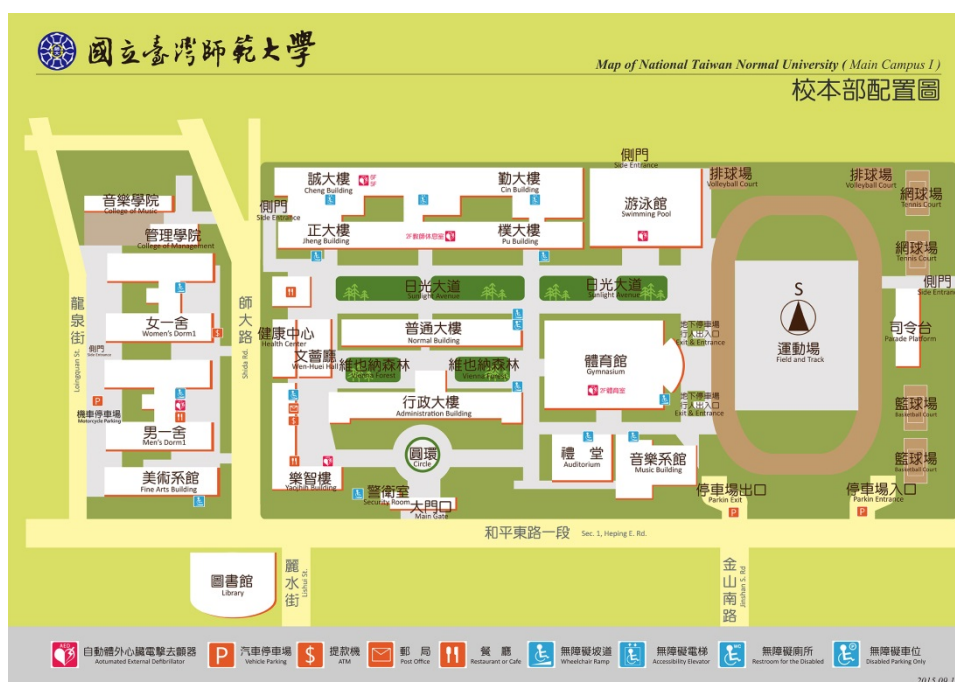 國立臺灣師範大學
Map of National Taiwan Normal University ( Main Campus I )
校本部配置圖
側門
Side Entrance
誠大樓
Cheng Building
勤大樓
Cin Building
游泳館
Swimming Pool
排球場
Volleyball Court
排球場
Volleyball Court
網球場
Tennis Court
音樂學院
College of Music
側門
Side Entrance
正大樓
Jheng Building
樸大樓
Pu Building
管理學院
College of Management
網球場
Tennis Court
側門
Side Entrance
日光大道
Sunlight Avenue
日光大道
Sunlight Avenue
S
龍泉街
Longquan St.
師大路
Shida Rd.
女一舍
Women's Dorm1
健康中心
Health Center
普通大樓
Normal Building
地下停車場
行人出入口
Exit & Entrance
運動場
Field and Track
司令台
Parade Platform
側門
Side Entrance
文薈廳
Wen-Huei Hall
維也納森林
Vienna Forest
維也納森林
Vienna Forest
體育館
Gymnasium
機車停車場
Motorcycle Parking
P
行政大樓
Administration Building
地下停車場
行人出入口
Exit & Entrance
籃球場
Basketball Court
男一舍
Men's Dorm1
圓環
Circle
禮 堂
Auditorium
音樂系館
Music Building
籃球場
Basketball Court
美術系館
Fine Arts Building
樂智樓
警衛室
Security Room
大門口
Main Gate
停車場出口
Parkin Exit
P
停車場入口
Parkin Entrance
P
和平東路一段 Sec. 1, Heping E. Rd.
圖書館
Library
麗水街
Lishui St.
金山南路
Jinshan S. Rd
AED 自動體外心臟電擊去顫器
Aotumated External Defibrillator
P 汽車停車場
Vehicle Parking
$ 提款機
ATM
郵 局
Post Office
餐 廳
Restaurant or Cafe
無障礙坡道
Wheelchair Ramp
無障礙電梯
Accessibility Elevator
無障礙廁所
Restroom for the Disabled
無障礙車位
Disabled Parking Only